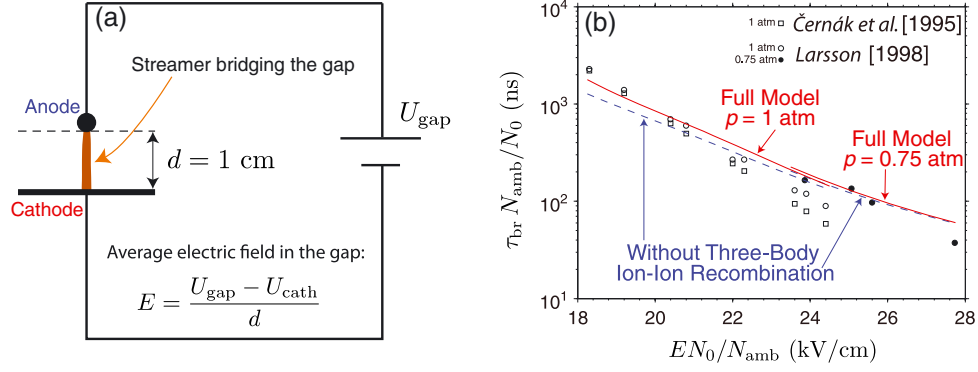 (a)
Streamer bridging the gap
Anode
U_gap
d = 1 cm
Cathode
Average electric field in the gap:
E = (U_gap − U_cath) / d
(b)
1 atm □ Černák et al. [1995]
1 atm ○ Larsson [1998]
0.75 atm ●
Full Model
p = 1 atm
Full Model
p = 0.75 atm
Without Three-Body
Ion-Ion Recombination
τ_br N_amb/N_0 (ns)
10^4
10^3
10^2
10^1
18 20 22 24 26 28
EN_0/N_amb (kV/cm)